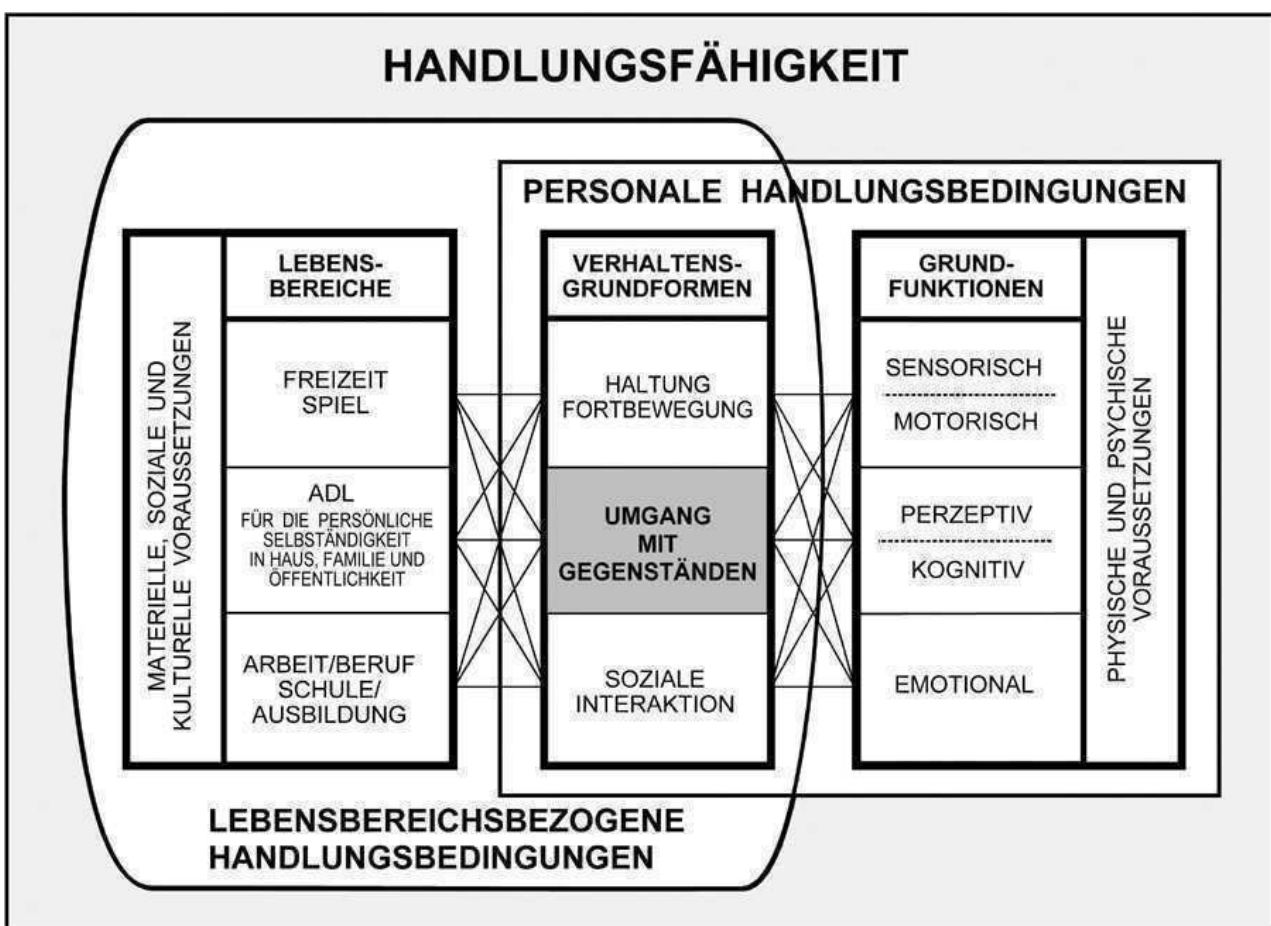 HANDLUNGSFÄHIGKEIT
PERSONALE HANDLUNGSBEDINGUNGEN
MATERIELLE, SOZIALE UND
KULTURELLE VORAUSSETZUNGEN
LEBENS-
BEREICHE
FREIZEIT
SPIEL
ADL
FÜR DIE PERSÖNLICHE
SELBSTÄNDIGKEIT
IN HAUS, FAMILIE UND
ÖFFENTLICHKEIT
ARBEIT/BERUF
SCHULE/
AUSBILDUNG
VERHALTENS-
GRUNDFORMEN
HALTUNG
FORTBEWEGUNG
UMGANG
MIT
GEGENSTÄNDEN
SOZIALE
INTERAKTION
GRUND-
FUNKTIONEN
SENSORISCH
MOTORISCH
PERZEPTIV
KOGNITIV
EMOTIONAL
PHYSISCHE UND PSYCHISCHE
VORAUSSETZUNGEN
LEBENSBEREICHSBEZOGENE
HANDLUNGSBEDINGUNGEN